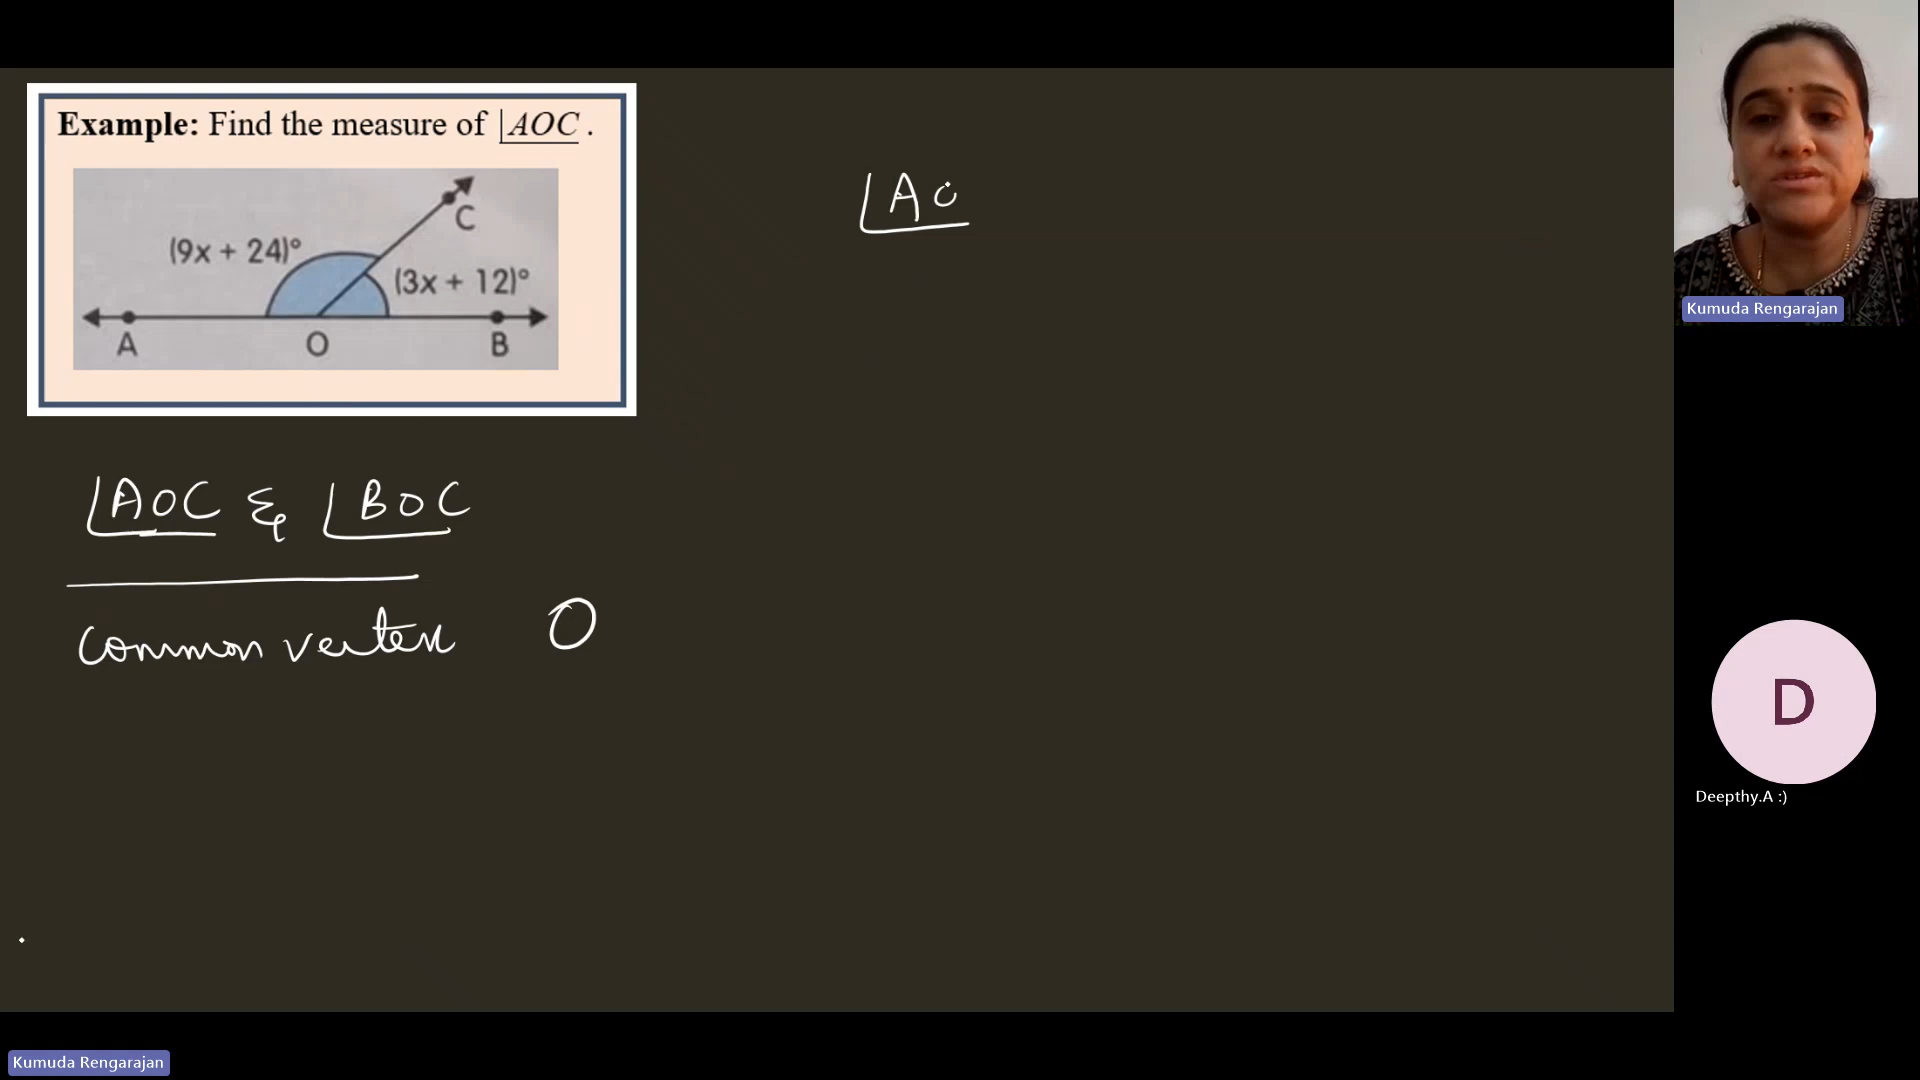 Example: Find the measure of ∠AOC.
C
(9x + 24)°
(3x + 12)°
A
O
B
∠AO
∠AOC & ∠BOC
common vertex O
Kumuda Rengarajan
D
Deepthy.A :)
Kumuda Rengarajan